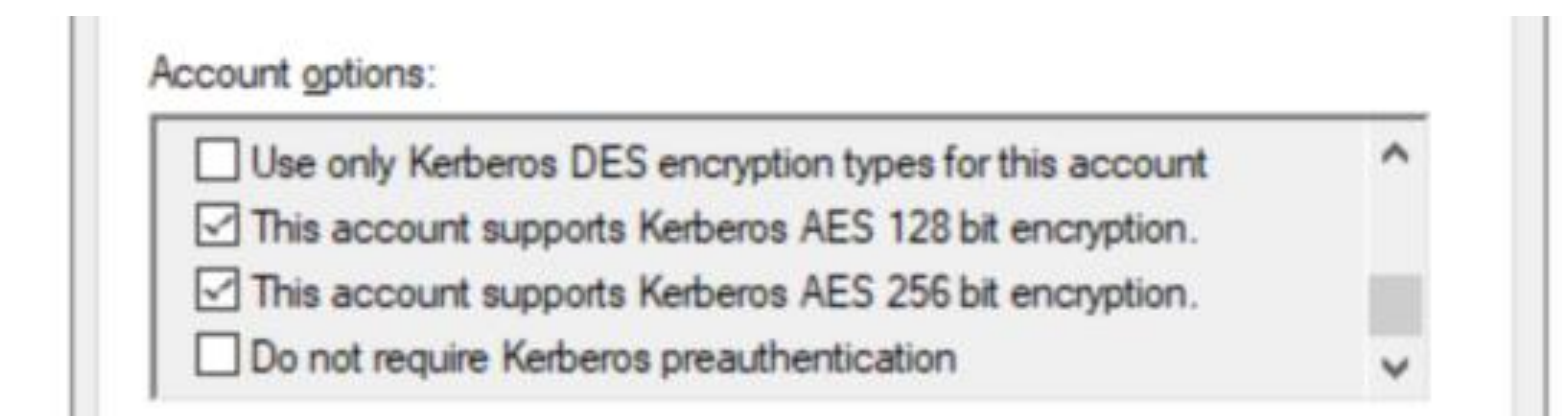 Account options:
Use only Kerberos DES encryption types for this account
This account supports Kerberos AES 128 bit encryption.
This account supports Kerberos AES 256 bit encryption.
Do not require Kerberos preauthentication